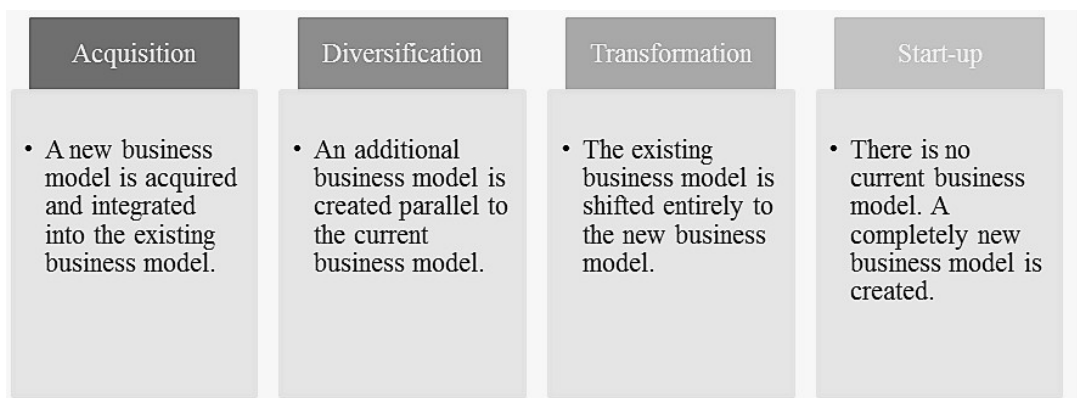 Acquisition
• A new business
model is acquired
and integrated
into the existing
business model.
Diversification
• An additional
business model is
created parallel to
the current
business model.
Transformation
• The existing
business model is
shifted entirely to
the new business
model.
Start-up
• There is no
current business
model. A
completely new
business model is
created.